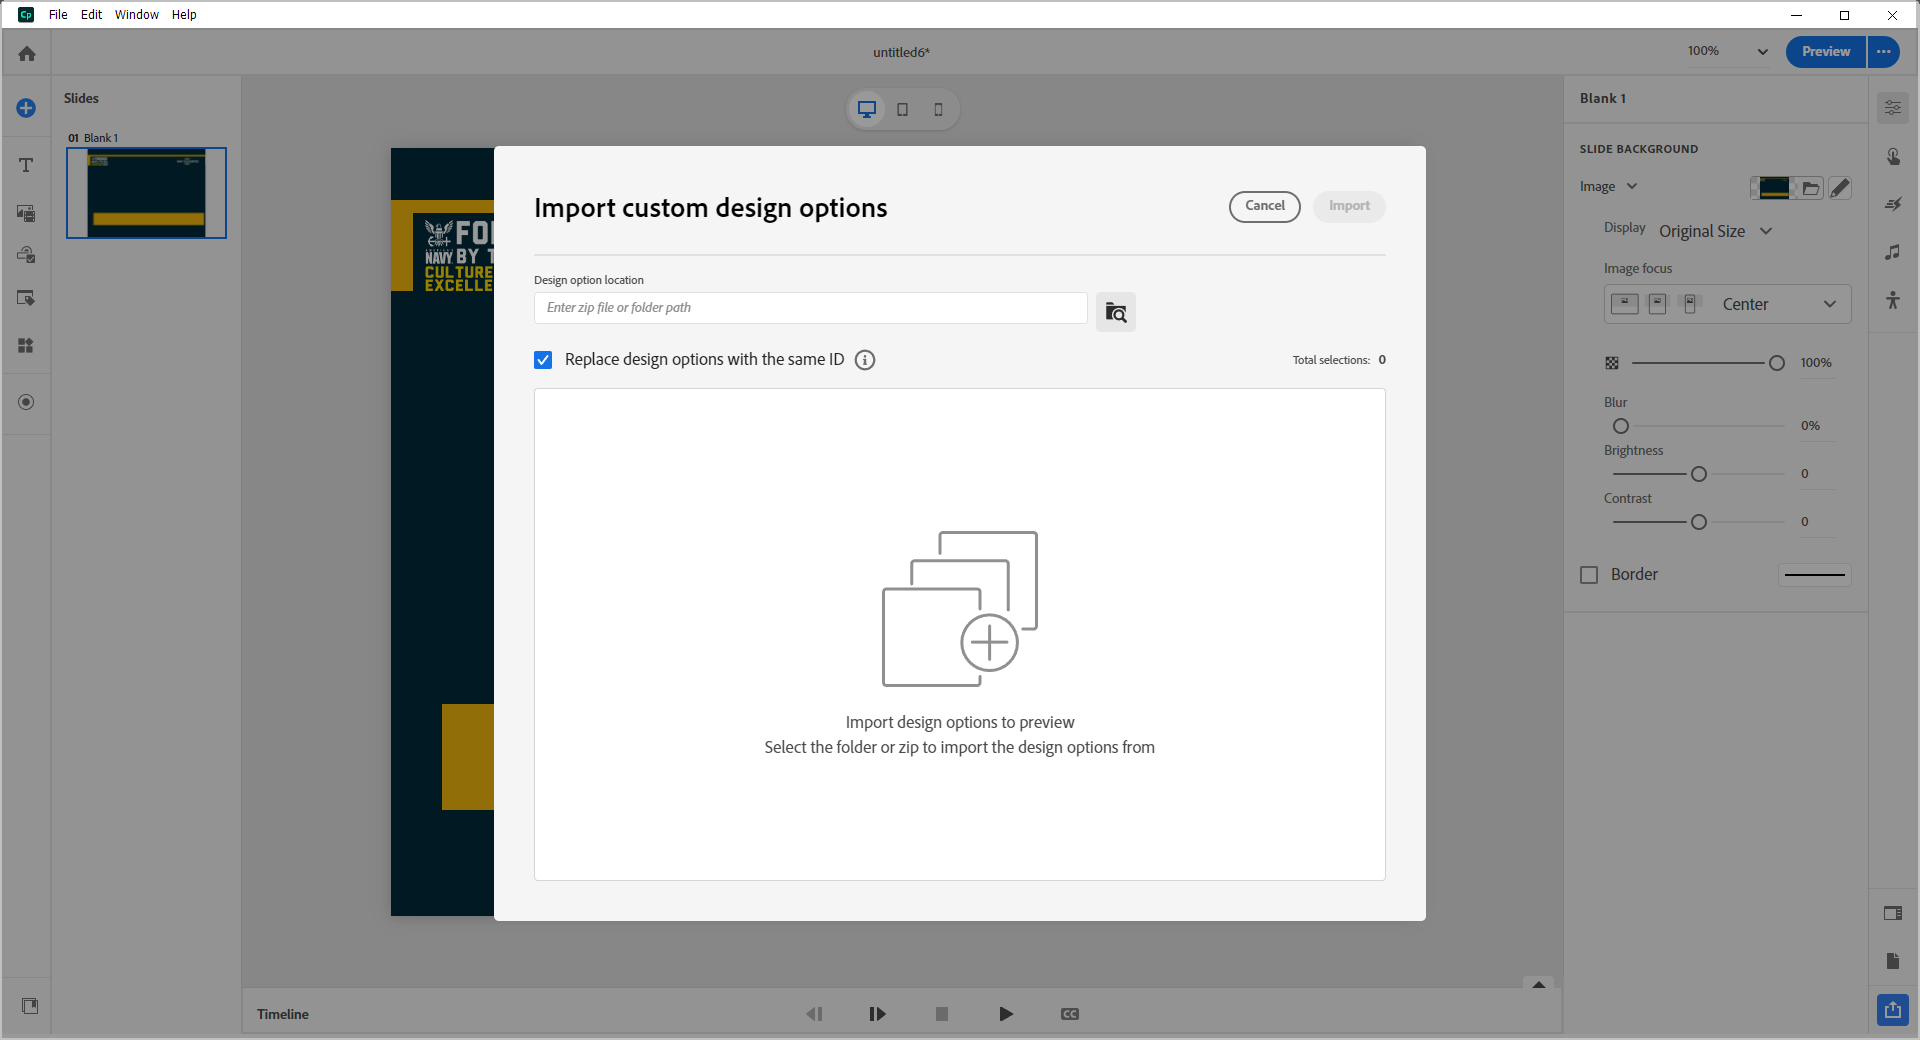 Cp File Edit Window Help
untitled6*
100%
Preview
Slides
01 Blank 1
FO
NAVY BY T
CULTURE
EXCELLE
Import custom design options
Cancel
Import
Design option location
Enter zip file or folder path
Replace design options with the same ID
Total selections: 0
Import design options to preview
Select the folder or zip to import the design options from
Blank 1
SLIDE BACKGROUND
Image
Display Original Size
Image focus
Center
100%
Blur
0%
Brightness
0
Contrast
0
Border
Timeline
CC